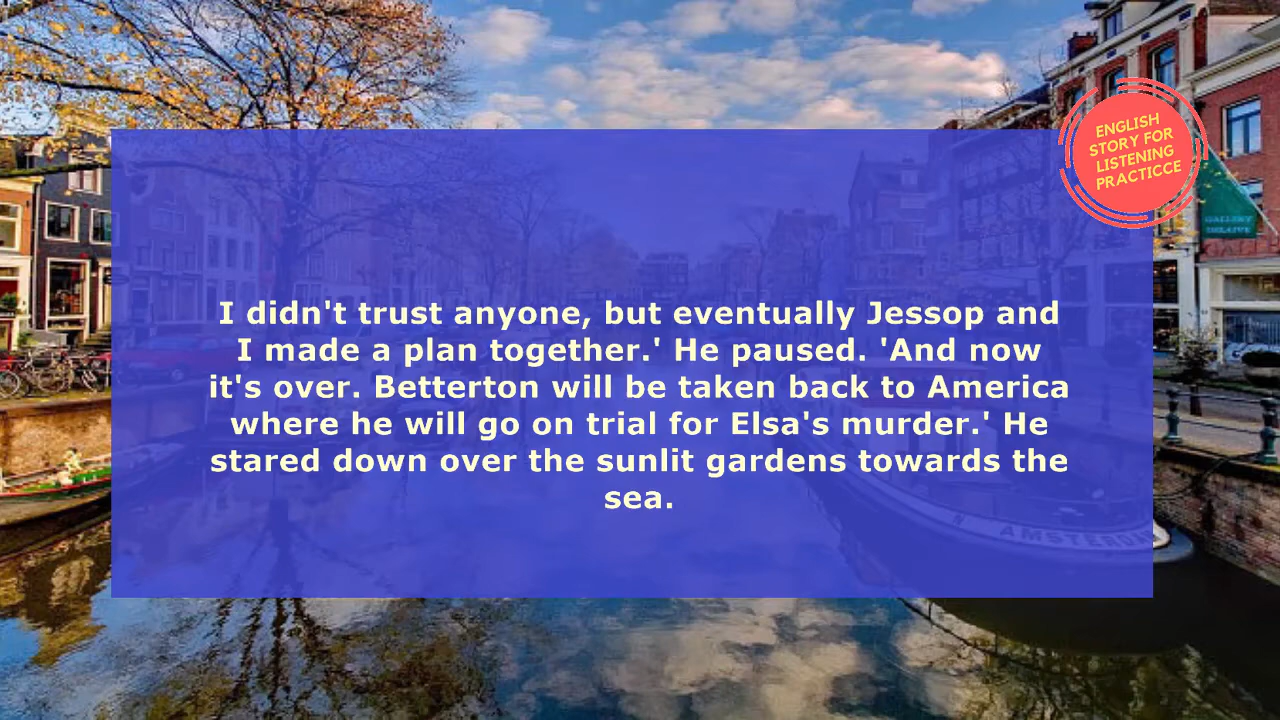 ENGLISH
STORY FOR
LISTENING
PRACTICCE
GALLERY
I didn't trust anyone, but eventually Jessop and
I made a plan together.' He paused. 'And now
it's over. Betterton will be taken back to America
where he will go on trial for Elsa's murder.' He
stared down over the sunlit gardens towards the
sea.